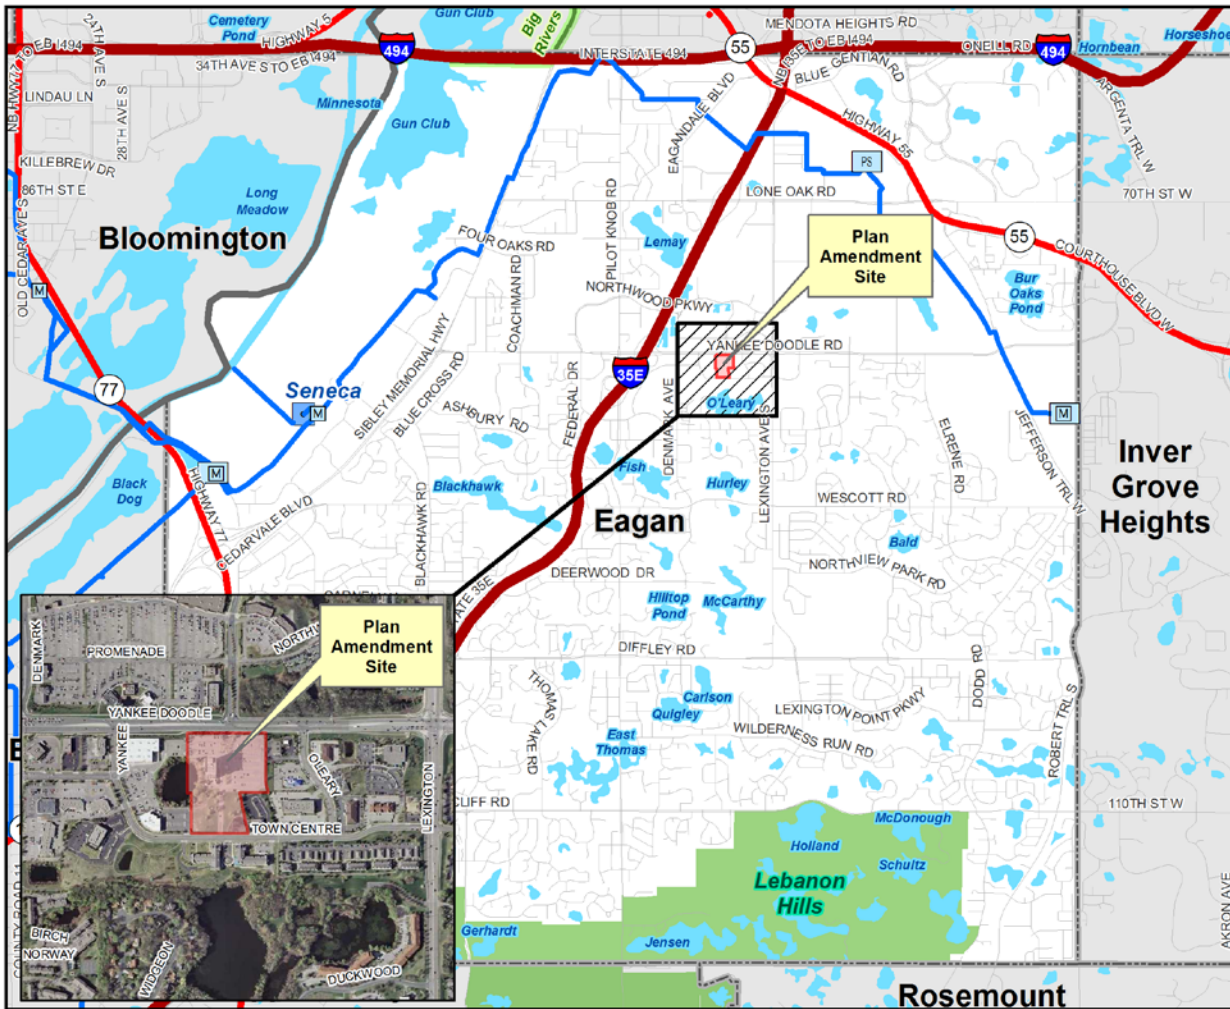 Cemetery
Pond
24TH AVE S
HIGHWAY 5
Gun Club
Big
Rivers
MENDOTA HEIGHTS RD
55
NB 35E TO EB I494
ONEILL RD
494
Hornbean
Horseshoe
NB HWY77 TO EB I494
34TH AVE S TO EB I494
494
INTERSTATE 494
BLUE GENTIAN RD
ARGENTA TRL W
LINDAU LN
28TH AVE S
Minnesota
Gun Club
EAGANDALE BLVD
HIGHWAY 55
KILLEBREW DR
86TH ST E
Long
Meadow
PS
LONE OAK RD
70TH ST W
OLD CEDAR AVE S
Bloomington
FOUR OAKS RD
PILOT KNOB RD
Lemay
Plan
Amendment
Site
55
COURTHOUSE BLVD W
M
COACHMAN RD
NORTHWOOD PKWY
Bur
Oaks
Pond
SIBLEY MEMORIAL HWY
YANKEE DOODLE RD
77
Seneca
M
BLUE CROSS RD
FEDERAL DR
35E
DENMARK AVE
O'Leary
ASHBURY RD
LEXINGTON AVE S
ELRENE RD
JEFFERSON TRL W
M
M
Black
Dog
HIGHWAY 77
CEDARVALE BLVD
Blackhawk
BLACKHAWK RD
Fish
Hurley
WESCOTT RD
Inver
Grove
Heights
Eagan
Bald
NORTHVIEW PARK RD
DEERWOOD DR
Hilltop
Pond
McCarthy
DIFFLEY RD
THOMAS LAKE RD
Carlson
Quigley
LEXINGTON POINT PKWY
DODD RD
East
Thomas
WILDERNESS RUN RD
ROBERT TRL S
CLIFF RD
110TH ST W
McDonough
Holland
Schultz
Lebanon
Hills
Gerhardt
Jensen
AKRON AVE
Rosemount
Plan
Amendment
Site
DENMARK
PROMENADE
YANKEE DOODLE
YANKEE
OLEARY
LEXINGTON
TOWN CENTRE
BIRCH
NORWAY
WIDGEON
DUCKWOOD